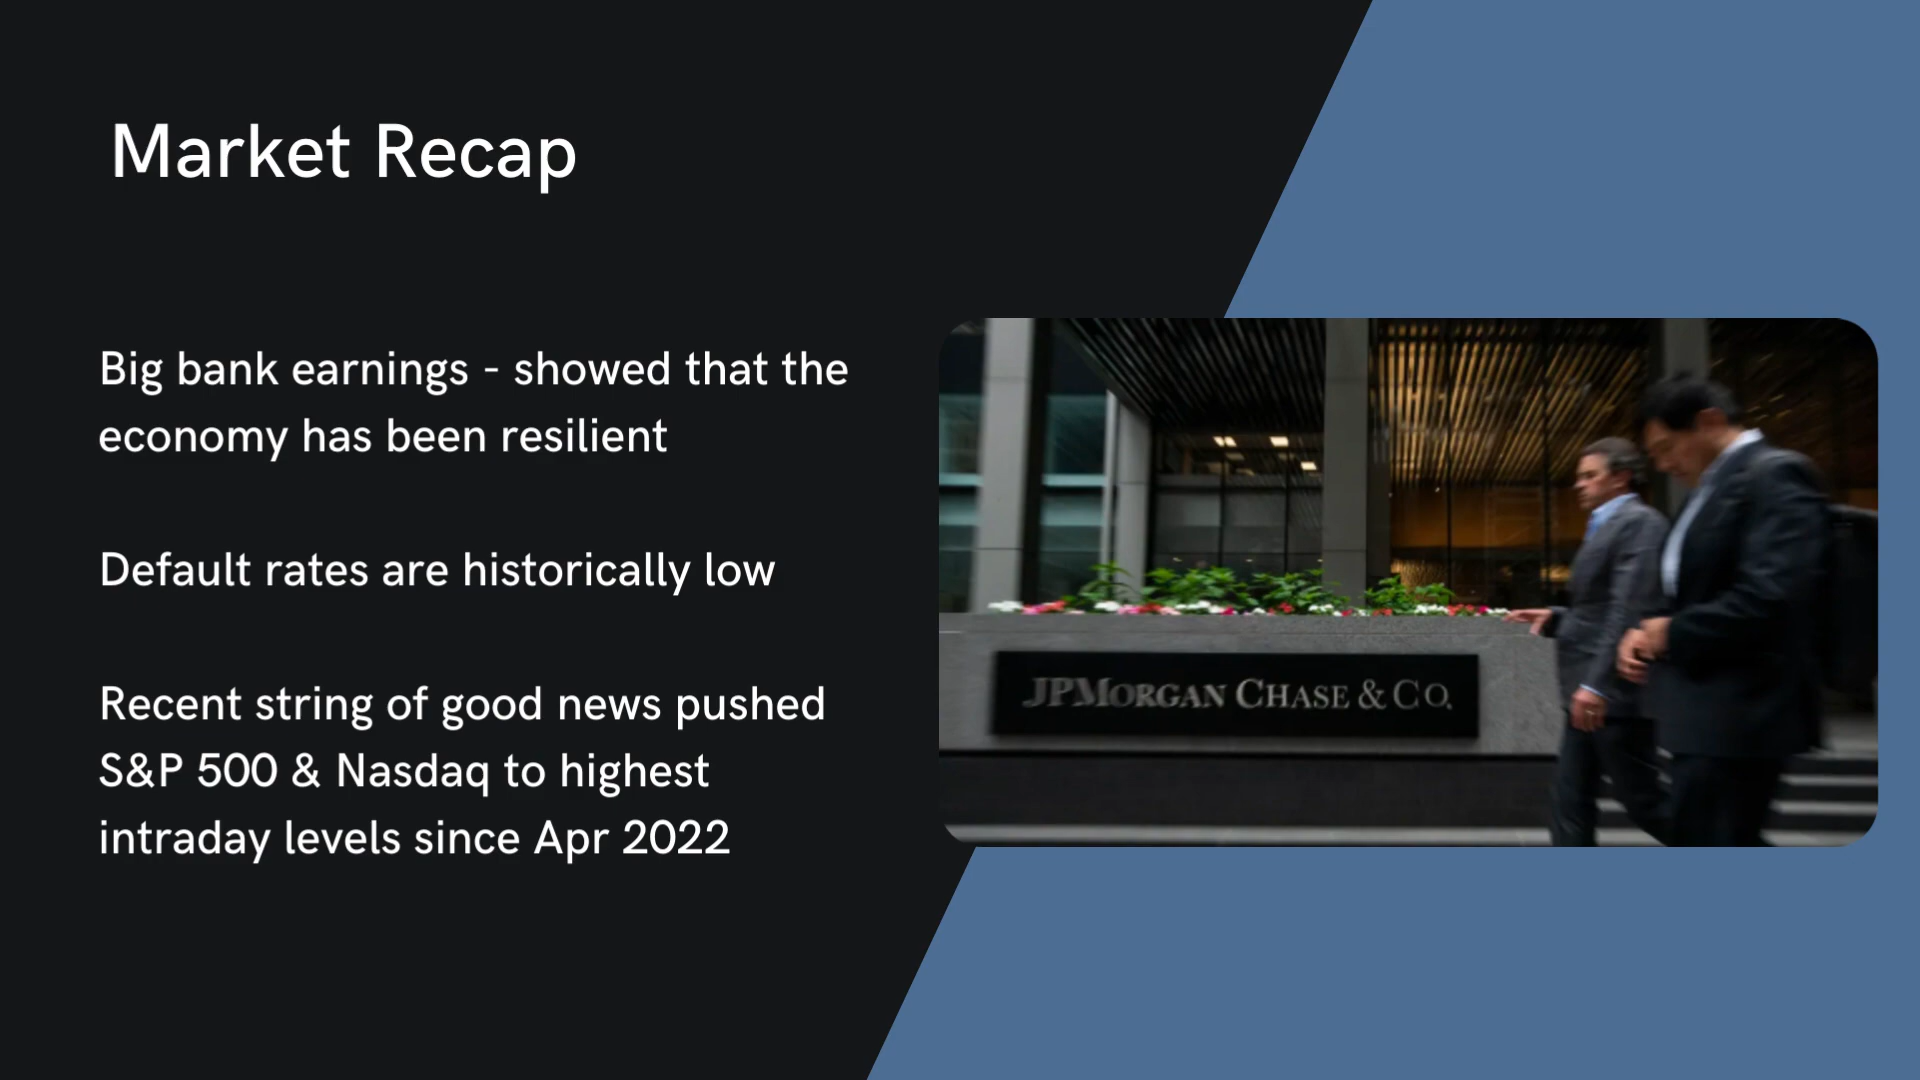 Market Recap
Big bank earnings - showed that the
economy has been resilient
Default rates are historically low
Recent string of good news pushed
S&P 500 & Nasdaq to highest
intraday levels since Apr 2022
JPMORGAN CHASE & CO.